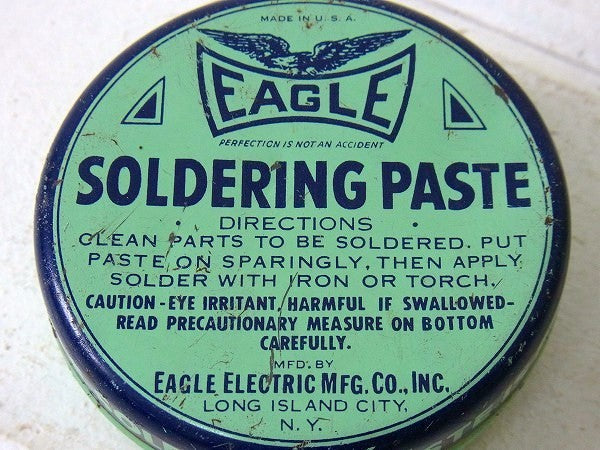 MADE IN U.S.A.
EAGLE
PERFECTION IS NOT AN ACCIDENT
SOLDERING PASTE
• DIRECTIONS •
CLEAN PARTS TO BE SOLDERED. PUT
PASTE ON SPARINGLY, THEN APPLY
SOLDER WITH IRON OR TORCH.
CAUTION-EYE IRRITANT, HARMFUL IF SWALLOWED-
READ PRECAUTIONARY MEASURE ON BOTTOM
CAREFULLY.
MFD. BY
EAGLE ELECTRIC MFG. CO., INC.
LONG ISLAND CITY,
N.Y.